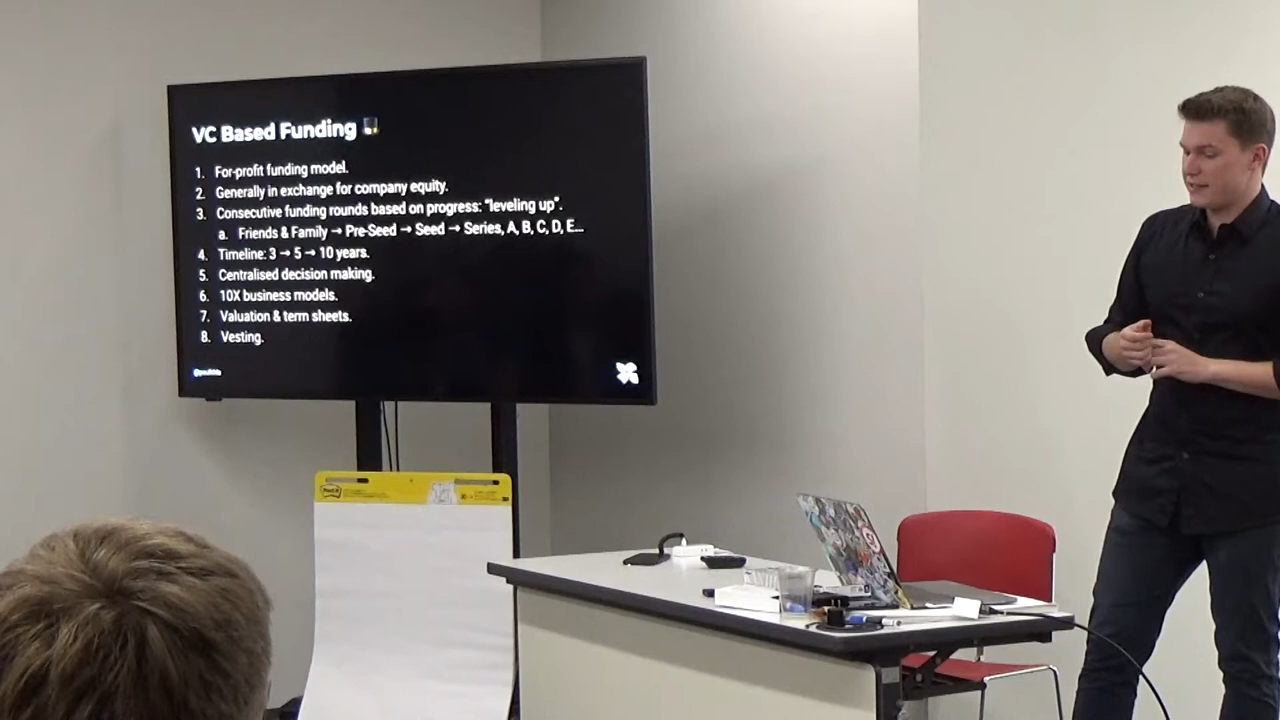 VC Based Funding
1. For-profit funding model.
2. Generally in exchange for company equity.
3. Consecutive funding rounds based on progress: “leveling up”.
a. Friends & Family → Pre-Seed → Seed → Series, A, B, C, D, E...
4. Timeline: 3 → 5 → 10 years.
5. Centralised decision making.
6. 10X business models.
7. Valuation & term sheets.
8. Vesting.
Post-it